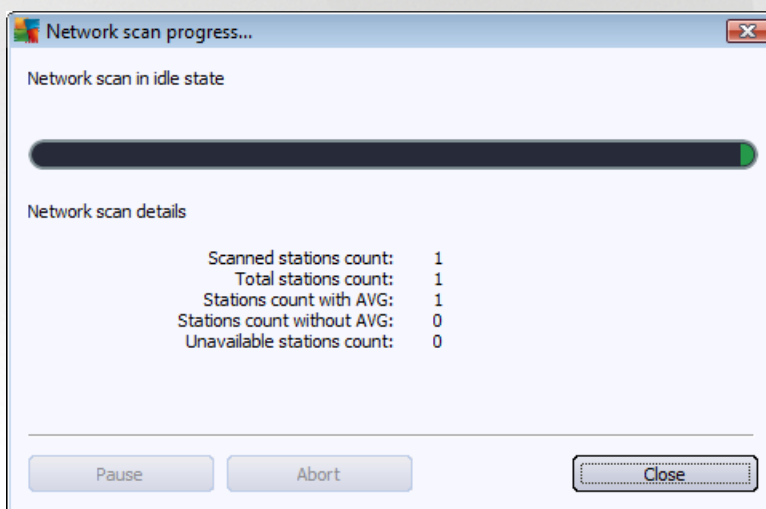 Network scan progress...
Network scan in idle state
Network scan details
Scanned stations count: 1
Total stations count: 1
Stations count with AVG: 1
Stations count without AVG: 0
Unavailable stations count: 0
Pause Abort Close